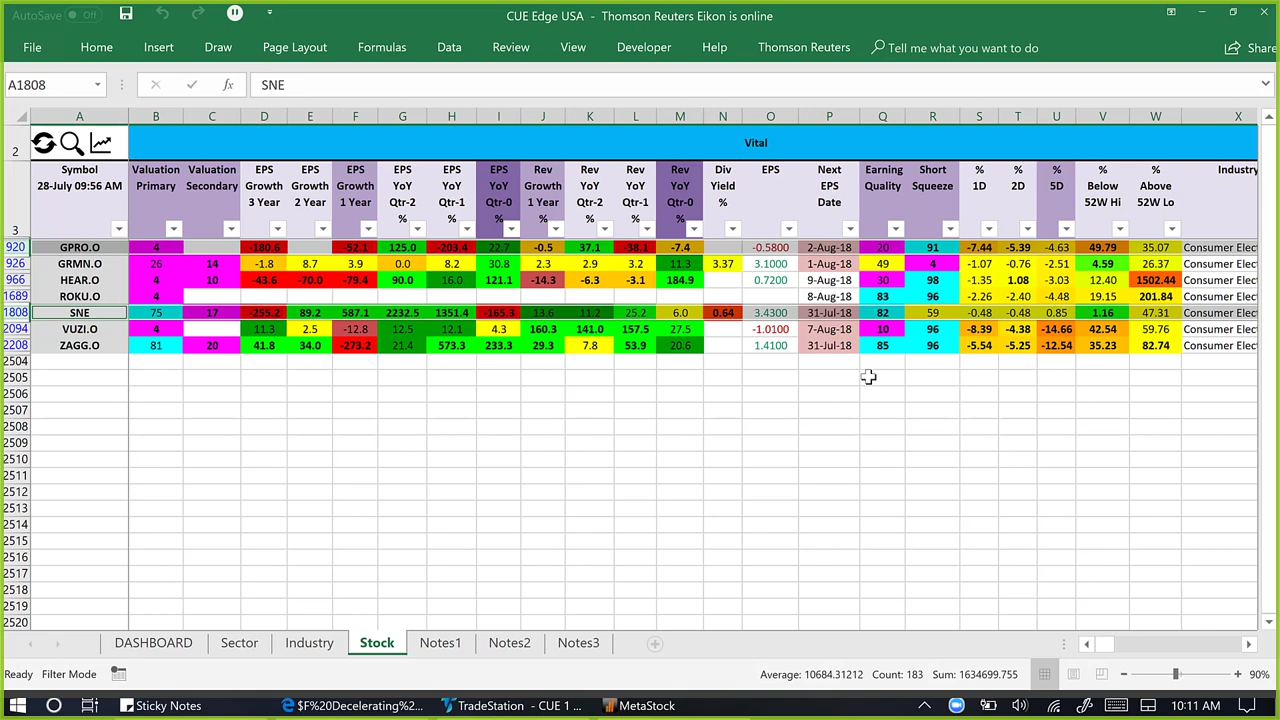 AutoSave Off CUE Edge USA - Thomson Reuters Eikon is online
File Home Insert Draw Page Layout Formulas Data Review View Developer Help Thomson Reuters Tell me what you want to do Share
A1808 fx SNE
A B C D E F G H I J K L M N O P Q R S T U V W X
2 Vital
Symbol Valuation Valuation EPS EPS EPS EPS EPS EPS Rev Rev Rev Rev Div EPS Next Earning Short % % % % % Industry
28-July 09:56 AM Primary Secondary Growth Growth Growth YoY YoY YoY Growth YoY YoY YoY Yield EPS Quality Squeeze 1D 2D 5D Below Above
3 Year 2 Year 1 Year Qtr-2 Qtr-1 Qtr-0 1 Year Qtr-2 Qtr-1 Qtr-0 % Date 52W Hi 52W Lo
3 % % % % % %
920 GPRO.O 4 -180.6 -52.1 125.0 -203.4 22.7 -0.5 37.1 -38.1 -7.4 -0.5800 2-Aug-18 20 91 -7.44 -5.39 -4.63 49.79 35.07 Consumer Elect
926 GRMN.O 26 14 -1.8 8.7 3.9 0.0 8.2 30.8 2.3 2.9 3.2 11.3 3.37 3.1000 1-Aug-18 49 4 -1.07 -0.76 -2.51 4.59 26.37 Consumer Elect
966 HEAR.O 4 10 -43.6 -70.0 -79.4 90.0 16.0 121.1 -14.3 -6.3 -3.1 184.9 0.7200 9-Aug-18 30 98 -1.35 1.08 -3.03 12.40 1502.44 Consumer Elect
1689 ROKU.O 4 8-Aug-18 83 96 -2.26 -2.40 -4.48 19.15 201.84 Consumer Elect
1808 SNE 75 17 -255.2 89.2 587.1 2232.5 1351.4 -165.3 13.6 11.2 25.2 6.0 0.64 3.4300 31-Jul-18 82 59 -0.48 -0.48 0.85 1.16 47.31 Consumer Elect
2094 VUZI.O 4 11.3 2.5 -12.8 12.5 12.1 4.3 160.3 141.0 157.5 27.5 -1.0100 7-Aug-18 10 96 -8.39 -4.38 -14.66 42.54 59.76 Consumer Elect
2208 ZAGG.O 81 20 41.8 34.0 -273.2 21.4 573.3 233.3 29.3 7.8 53.9 20.6 1.4100 31-Jul-18 85 96 -5.54 -5.25 -12.54 35.23 82.74 Consumer Elect
2504
2505
2506
2507
2508
2509
2510
2511
2512
2513
2514
2515
2516
2517
2518
2519
2520
DASHBOARD Sector Industry Stock Notes1 Notes2 Notes3
Ready Filter Mode Average: 10684.31212 Count: 183 Sum: 1634699.755 90%
Sticky Notes $F%20Decelerating%2... TradeStation - CUE 1 ... MetaStock 10:11 AM